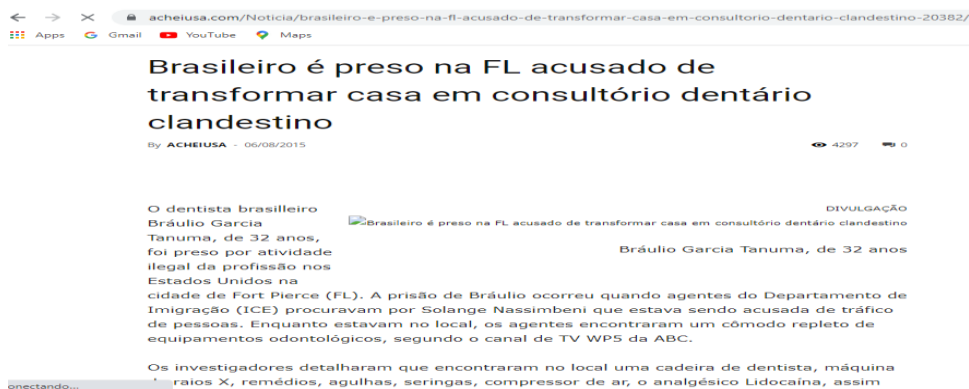 acheiusa.com/Noticia/brasileiro-e-preso-na-fl-acusado-de-transformar-casa-em-consultorio-dentario-clandestino-20382/
Apps Gmail YouTube Maps
Brasileiro é preso na FL acusado de
transformar casa em consultório dentário
clandestino
By ACHEIUSA - 06/08/2015 4297 0
O dentista brasilleiro
Bráulio Garcia
Tanuma, de 32 anos,
foi preso por atividade
ilegal da profissão nos
Estados Unidos na
DIVULGAÇÃO
Brasileiro é preso na FL acusado de transformar casa em consultório dentário clandestino
Bráulio Garcia Tanuma, de 32 anos
cidade de Fort Pierce (FL). A prisão de Bráulio ocorreu quando agentes do Departamento de
Imigração (ICE) procuravam por Solange Nassimbeni que estava sendo acusada de tráfico
de pessoas. Enquanto estavam no local, os agentes encontraram um cômodo repleto de
equipamentos odontológicos, segundo o canal de TV WP5 da ABC.
Os investigadores detalharam que encontraram no local uma cadeira de dentista, máquina
raios X, remédios, agulhas, seringas, compressor de ar, o analgésico Lidocaína, assim
onectando...